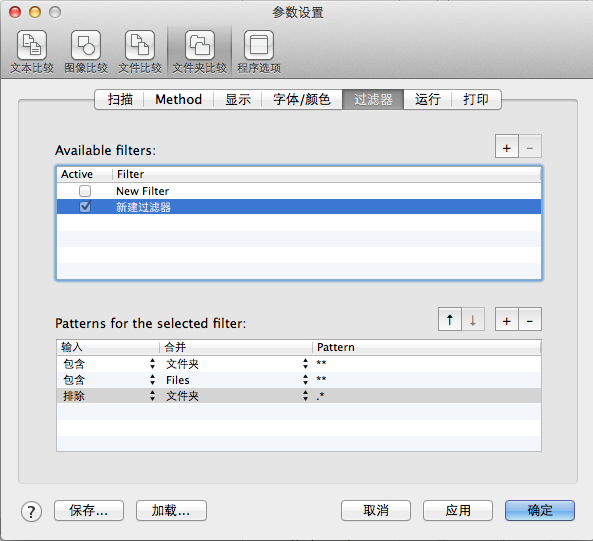 参数设置
文本比较 图像比较 文件比较 文件夹比较 程序选项
扫描 Method 显示 字体/颜色 过滤器 运行 打印
Available filters: + -
Active Filter
New Filter
新建过滤器
Patterns for the selected filter: ↑ ↓ + -
输入 合并 Pattern
包含 文件夹 **
包含 Files **
排除 文件夹 .*
? 保存... 加载... 取消 应用 确定